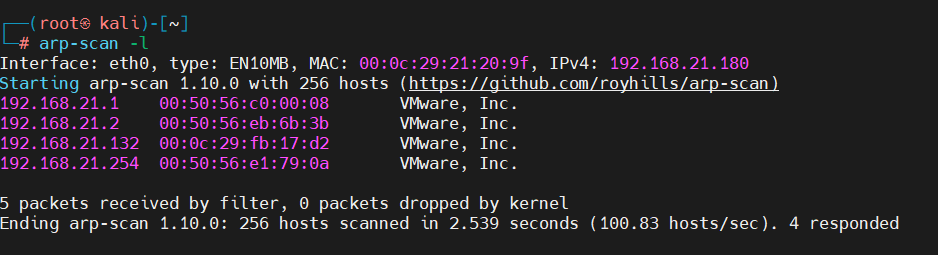 ┌──(root㉿ kali)-[~]
└─# arp-scan -l
Interface: eth0, type: EN10MB, MAC: 00:0c:29:21:20:9f, IPv4: 192.168.21.180
Starting arp-scan 1.10.0 with 256 hosts (https://github.com/royhills/arp-scan)
192.168.21.1    00:50:56:c0:00:08       VMware, Inc.
192.168.21.2    00:50:56:eb:6b:3b       VMware, Inc.
192.168.21.132  00:0c:29:fb:17:d2       VMware, Inc.
192.168.21.254  00:50:56:e1:79:0a       VMware, Inc.

5 packets received by filter, 0 packets dropped by kernel
Ending arp-scan 1.10.0: 256 hosts scanned in 2.539 seconds (100.83 hosts/sec). 4 responded